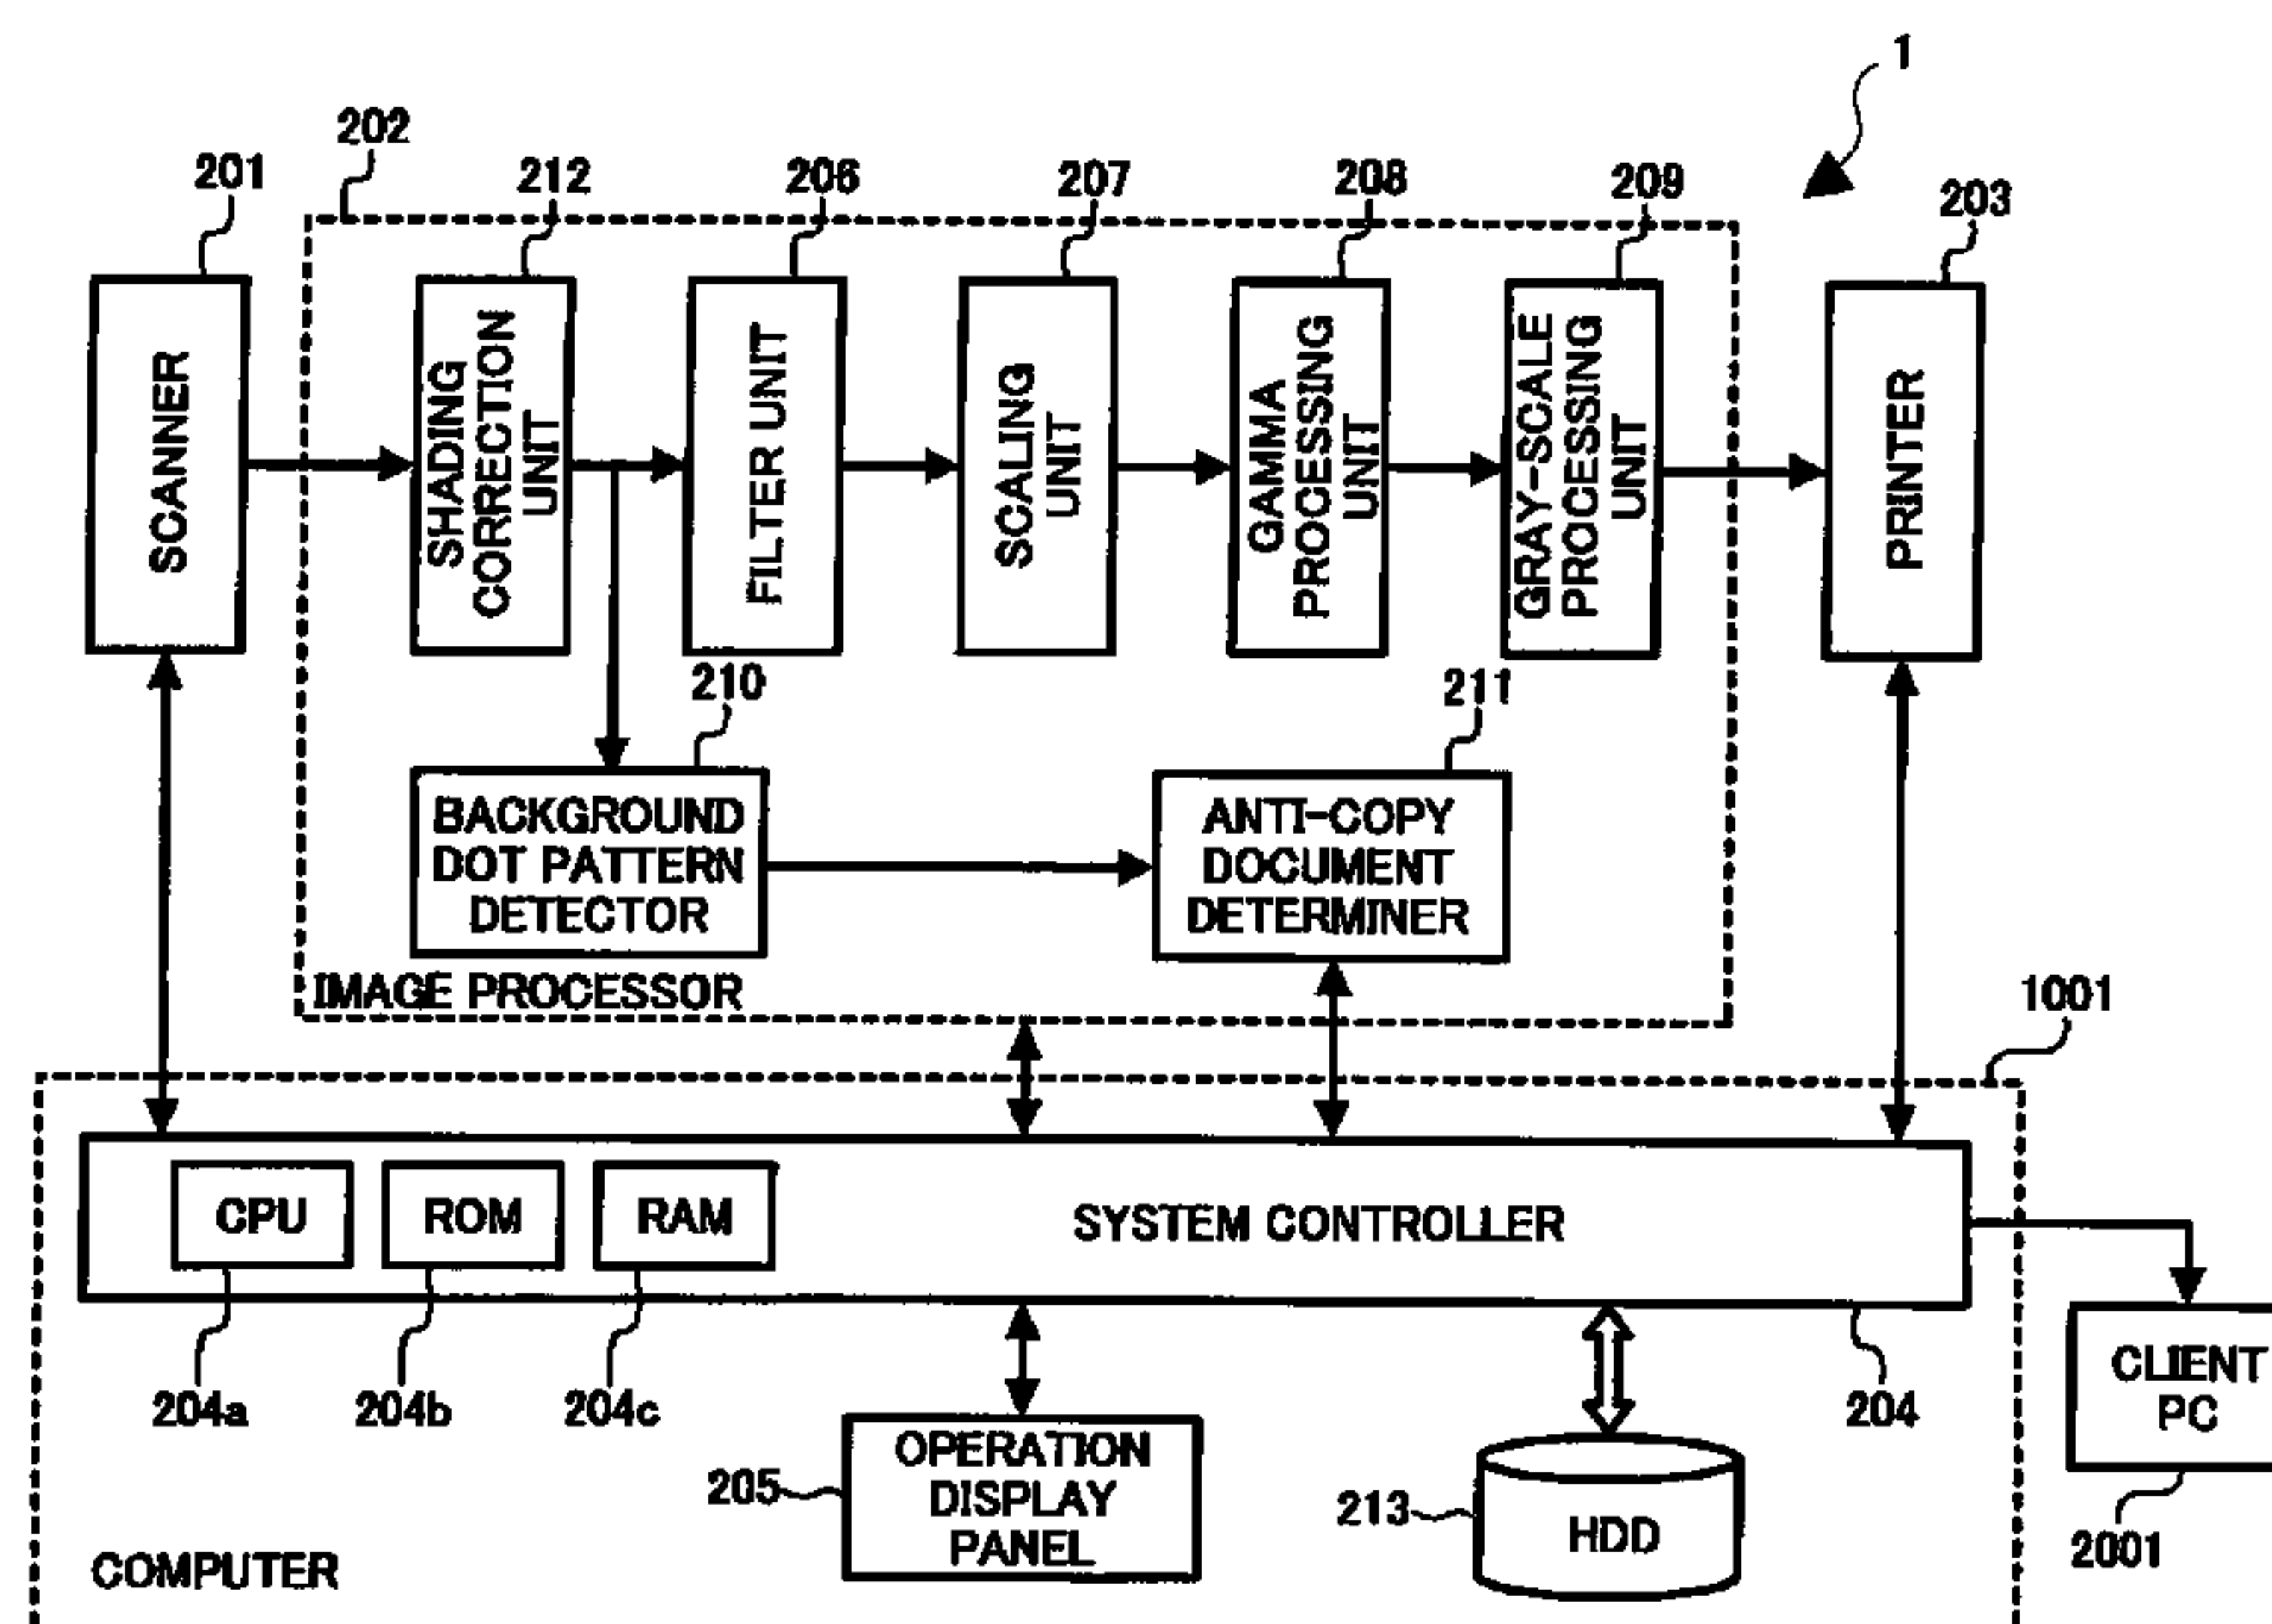 1
202
201
212
206
207
208
209
203
SCANNER
SHADING
CORRECTION
UNIT
FILTER UNIT
SCALING
UNIT
GAMMA
PROCESSING
UNIT
GRAY-SCALE
PROCESSING
UNIT
PRINTER
210
211
BACKGROUND
DOT PATTERN
DETECTOR
ANTI-COPY
DOCUMENT
DETERMINER
IMAGE PROCESSOR
1001
CPU
ROM
RAM
SYSTEM CONTROLLER
204a
204b
204c
204
CLIENT
PC
205
OPERATION
DISPLAY
PANEL
213
HDD
2001
COMPUTER